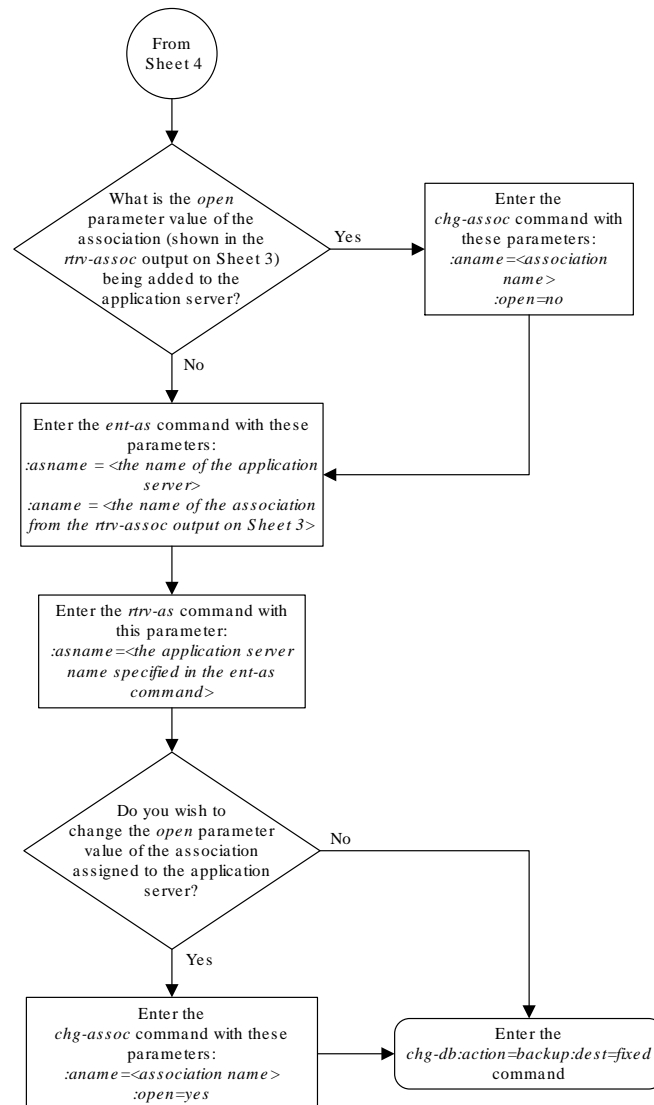 From
Sheet 4
What is the open
parameter value of the
association (shown in the
rtrv-assoc output on Sheet 3)
being added to the
application server?
Yes
Enter the
chg-assoc command with
these parameters:
:aname=<association
name>
:open=no
No
Enter the ent-as command with these
parameters:
:asname = <the name of the application
server>
:aname = <the name of the association
from the rtrv-assoc output on Sheet 3>
Enter the rtrv-as command with
this parameter:
:asname=<the application server
name specified in the ent-as
command>
Do you wish to
change the open parameter
value of the association
assigned to the application
server?
No
Yes
Enter the
chg-assoc command with these
parameters:
:aname=<association name>
:open=yes
Enter the
chg-db:action=backup:dest=fixed
command